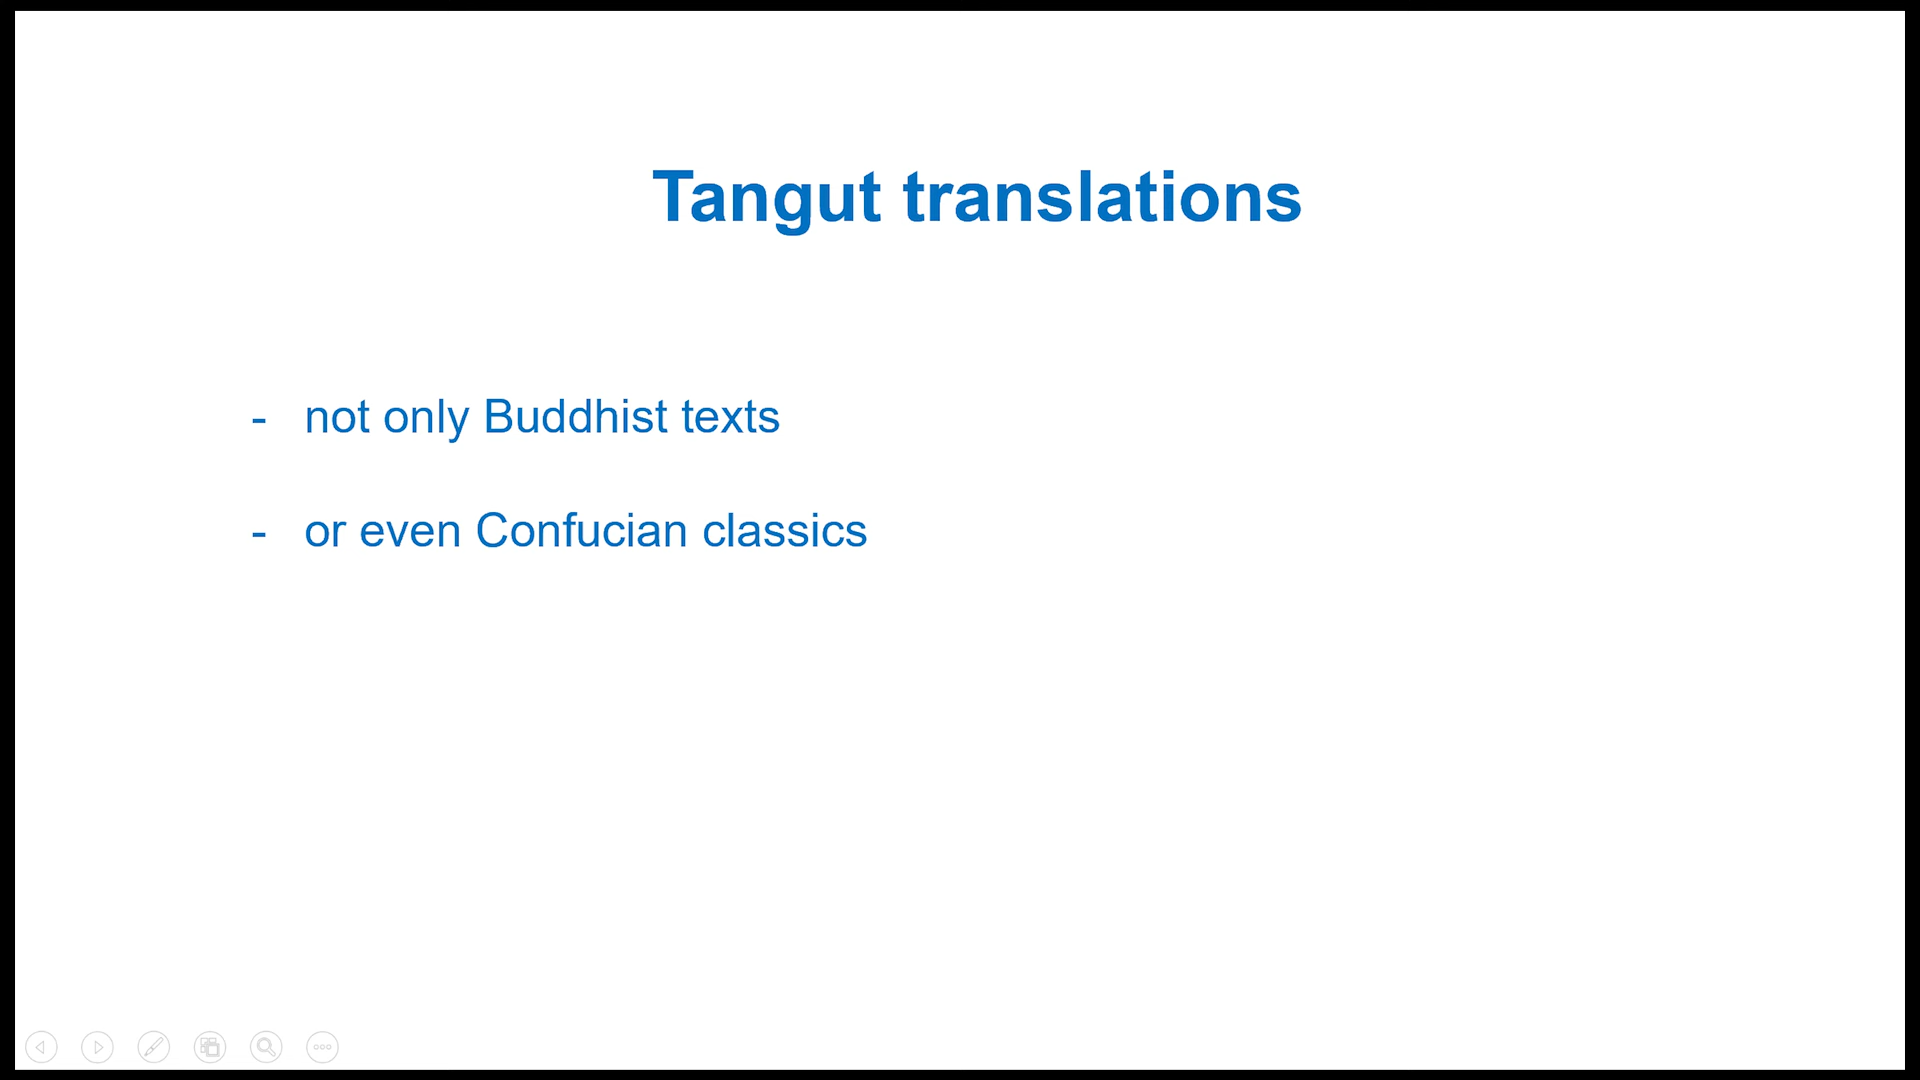 Tangut translations
- not only Buddhist texts
- or even Confucian classics